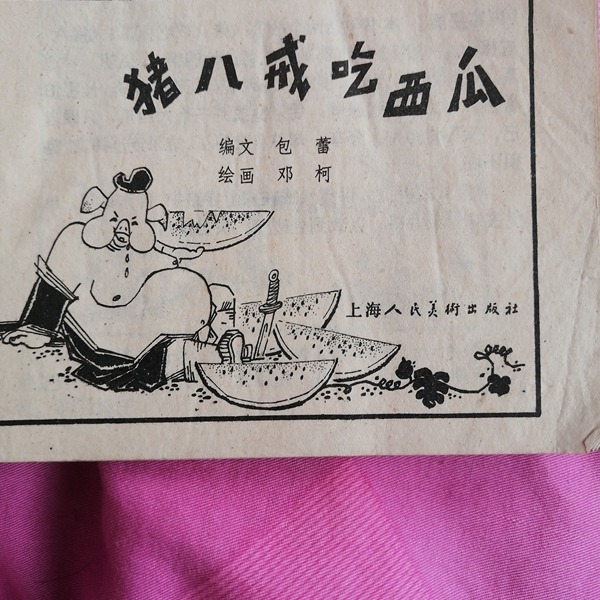 猪八戒吃西瓜
编文 包蕾
绘画 邓柯
上海人民美術出版社